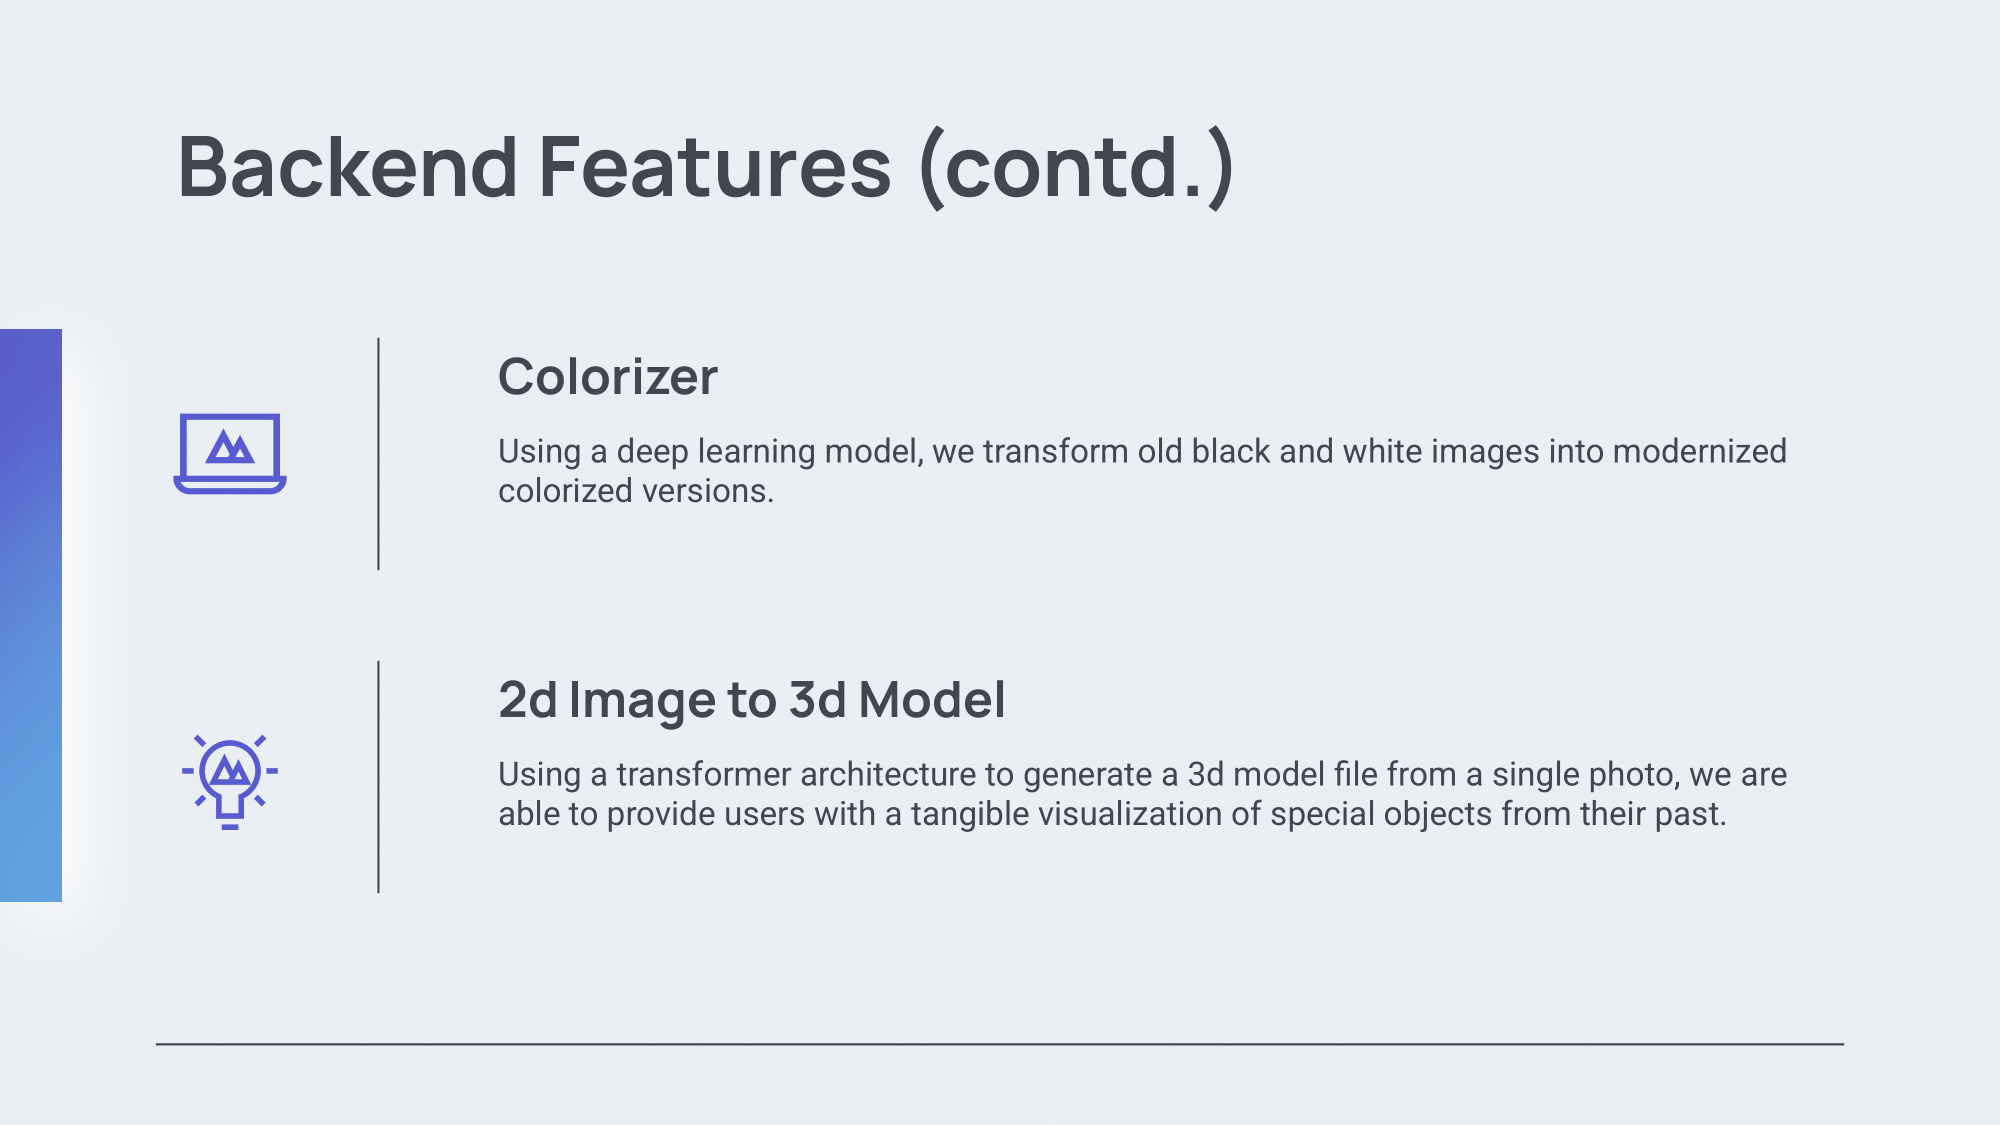 Backend Features (contd.)
Colorizer
Using a deep learning model, we transform old black and white images into modernized
colorized versions.
2d Image to 3d Model
Using a transformer architecture to generate a 3d model file from a single photo, we are
able to provide users with a tangible visualization of special objects from their past.